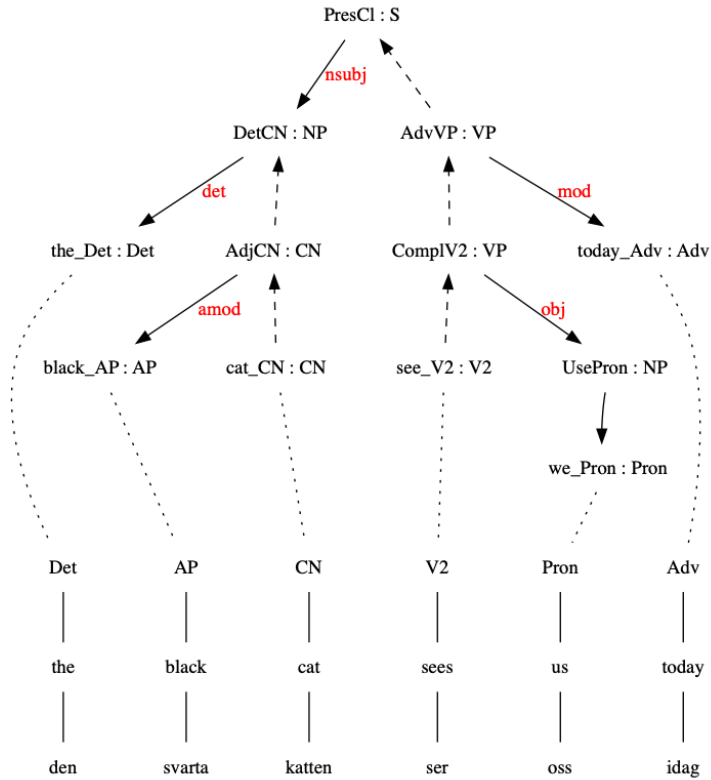 PresCl : S
nsubj
DetCN : NP AdvVP : VP
det mod
the_Det : Det AdjCN : CN ComplV2 : VP today_Adv : Adv
amod obj
black_AP : AP cat_CN : CN see_V2 : V2 UsePron : NP
we_Pron : Pron
Det AP CN V2 Pron Adv
the black cat sees us today
den svarta katten ser oss idag